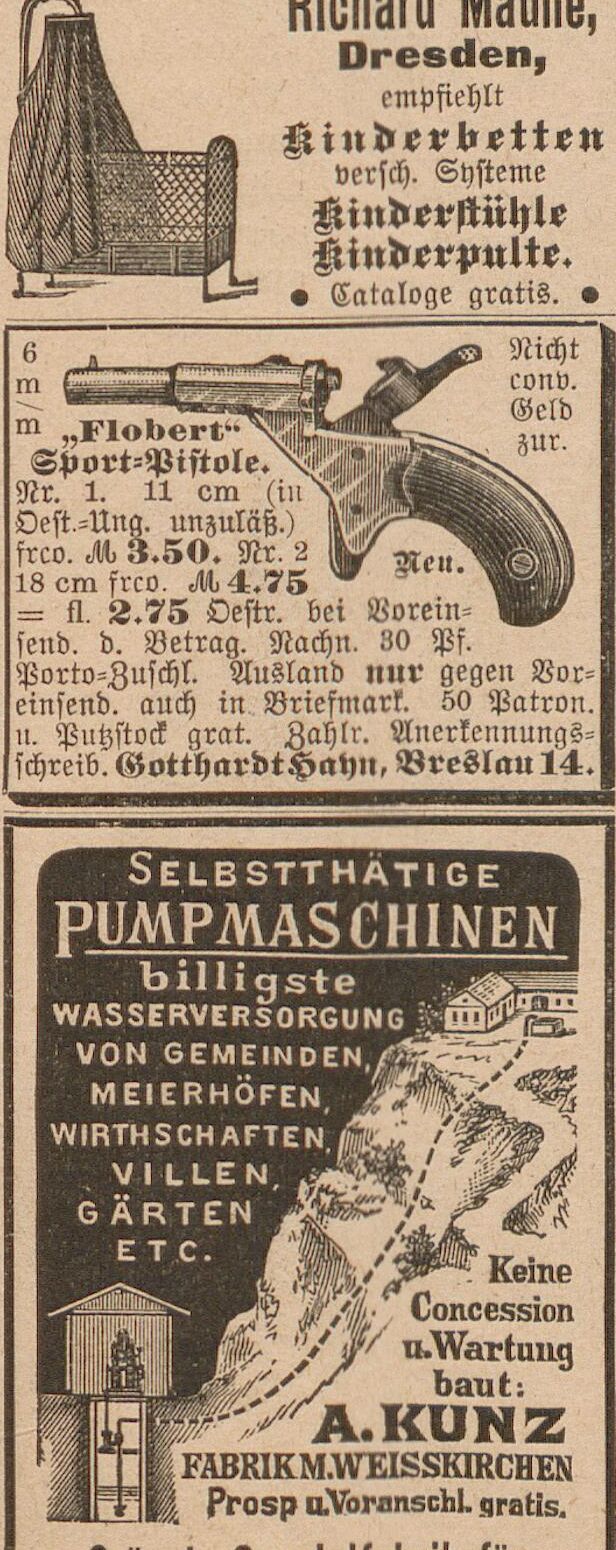 Richard Maune,
Dresden,
empfiehlt
Kinderbetten
versch. Systeme
Kinderstühle
Kinderpulte.
• Cataloge gratis. •
6 m/m
Nicht
conv.
Geld
zur.
„Flobert“
Sport-Pistole.
Nr. 1. 11 cm (in
Oest.-Ung. unzuläß.)
frco. M 3.50. Nr. 2
18 cm frco. M 4.75
Neu.
= fl. 2.75 Oestr. bei Vorein-
send. d. Betrag. Nachn. 30 Pf.
Porto-Zuschl. Ausland nur gegen Vor-
einsend. auch in Briefmark. 50 Patron.
u. Putzstock grat. Zahlr. Anerkennungs-
schreib. Gotthardt Hayn, Breslau 14.
SELBSTTHÄTIGE
PUMPMASCHINEN
billigste
WASSERVERSORGUNG
VON GEMEINDEN,
MEIERHÖFEN,
WIRTHSCHAFTEN,
VILLEN,
GÄRTEN
ETC.
Keine
Concession
u. Wartung
baut:
A. KUNZ
FABRIK M. WEISSKIRCHEN
Prosp u. Voranschl. gratis.